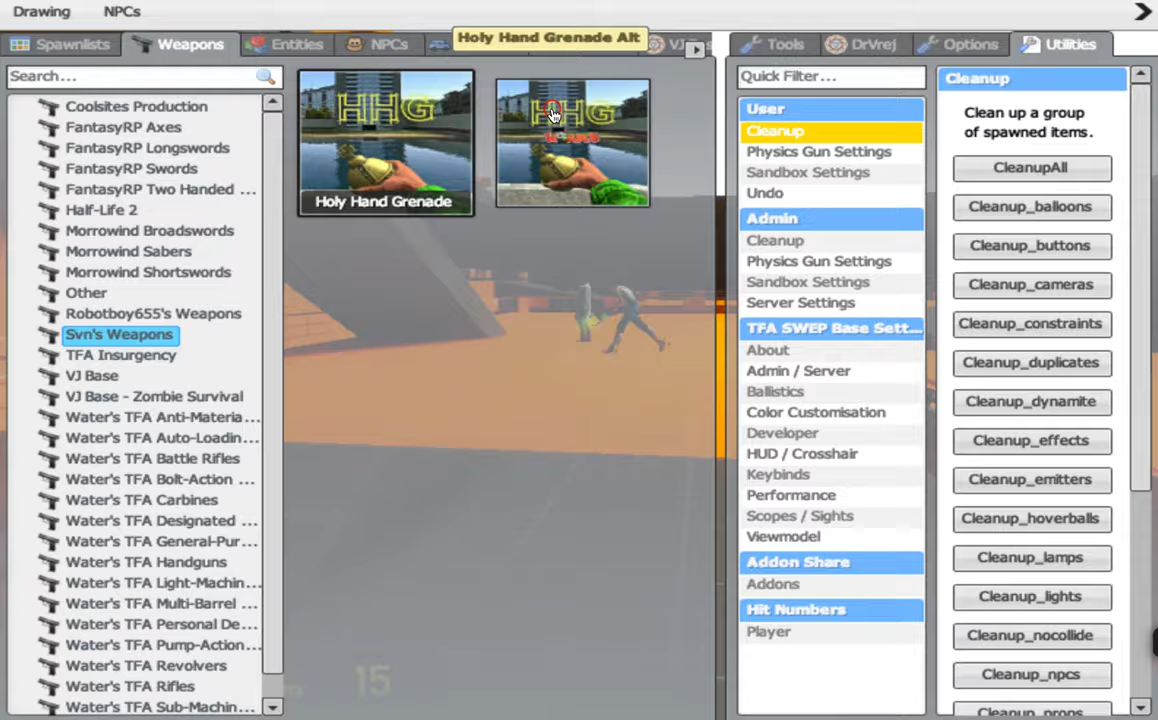 Drawing NPCs
Holy Hand Grenade Alt
Spawnlists Weapons Entities NPCs
Tools DrVrej Options Utilities
Search...
Coolsites Production
FantasyRP Axes
FantasyRP Longswords
FantasyRP Swords
FantasyRP Two Handed ...
Half-Life 2
Morrowind Broadswords
Morrowind Sabers
Morrowind Shortswords
Other
Robotboy655's Weapons
Svn's Weapons
TFA Insurgency
VJ Base
VJ Base - Zombie Survival
Water's TFA Anti-Materia...
Water's TFA Auto-Loadin...
Water's TFA Battle Rifles
Water's TFA Bolt-Action ...
Water's TFA Carbines
Water's TFA Designated ...
Water's TFA General-Pur...
Water's TFA Handguns
Water's TFA Light-Machin...
Water's TFA Multi-Barrel ...
Water's TFA Personal De...
Water's TFA Pump-Action...
Water's TFA Revolvers
Water's TFA Rifles
Water's TFA Sub-Machin...
HHG
Holy Hand Grenade
HHG
15
Quick Filter...
User
Cleanup
Physics Gun Settings
Sandbox Settings
Undo
Admin
Cleanup
Physics Gun Settings
Sandbox Settings
Server Settings
TFA SWEP Base Sett...
About
Admin / Server
Ballistics
Color Customisation
Developer
HUD / Crosshair
Keybinds
Performance
Scopes / Sights
Viewmodel
Addon Share
Addons
Hit Numbers
Player
Cleanup
Clean up a group
of spawned items.
CleanupAll
Cleanup_balloons
Cleanup_buttons
Cleanup_cameras
Cleanup_constraints
Cleanup_duplicates
Cleanup_dynamite
Cleanup_effects
Cleanup_emitters
Cleanup_hoverballs
Cleanup_lamps
Cleanup_lights
Cleanup_nocollide
Cleanup_npcs
Cleanup_props